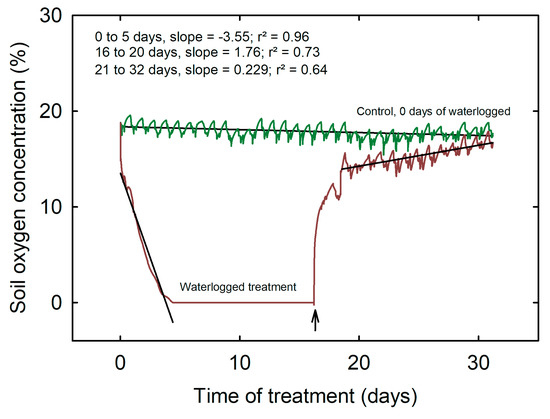 0 to 5 days, slope = -3.55; r² = 0.96
16 to 20 days, slope = 1.76; r² = 0.73
21 to 32 days, slope = 0.229; r² = 0.64
Control, 0 days of waterlogged
Waterlogged treatment
Soil oxygen concentration (%)
30
20
10
0
0 10 20 30
Time of treatment (days)